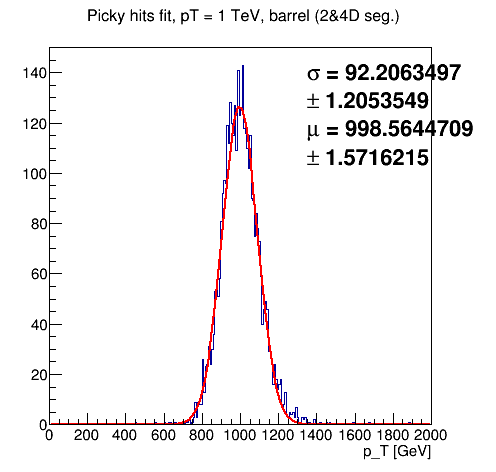 Picky hits fit, pT = 1 TeV, barrel (2&4D seg.)
σ = 92.2063497
± 1.2053549
μ = 998.5644709
± 1.5716215
140
120
100
80
60
40
20
0
0 200 400 600 800 1000 1200 1400 1600 1800 2000
p_T [GeV]